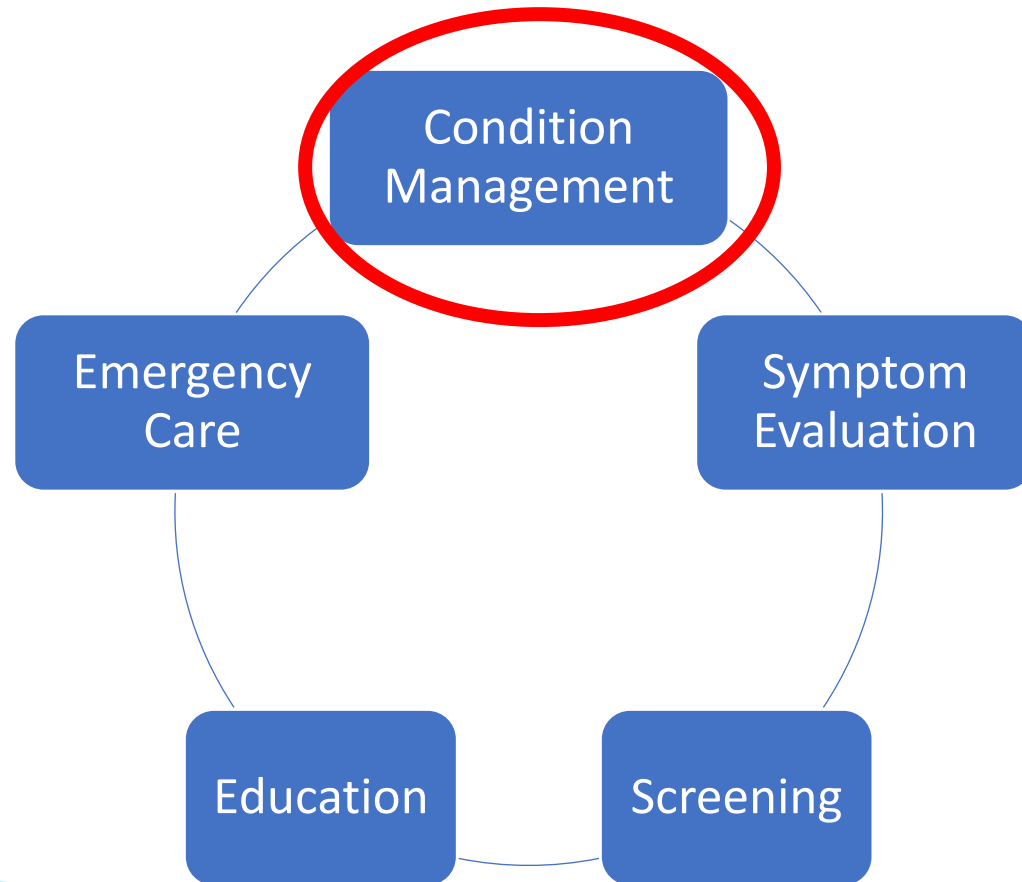 Condition
Management
Emergency
Care
Symptom
Evaluation
Education
Screening